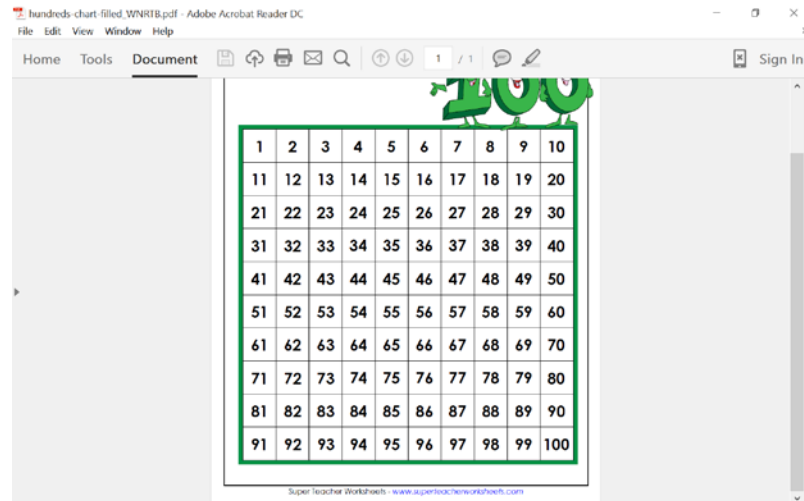 hundreds-chart-filled_WNRTB.pdf - Adobe Acrobat Reader DC
File Edit View Window Help
Home Tools Document 1 / 1 Sign In
100
1 2 3 4 5 6 7 8 9 10
11 12 13 14 15 16 17 18 19 20
21 22 23 24 25 26 27 28 29 30
31 32 33 34 35 36 37 38 39 40
41 42 43 44 45 46 47 48 49 50
51 52 53 54 55 56 57 58 59 60
61 62 63 64 65 66 67 68 69 70
71 72 73 74 75 76 77 78 79 80
81 82 83 84 85 86 87 88 89 90
91 92 93 94 95 96 97 98 99 100
Super Teacher Worksheets - www.superteacherworksheets.com